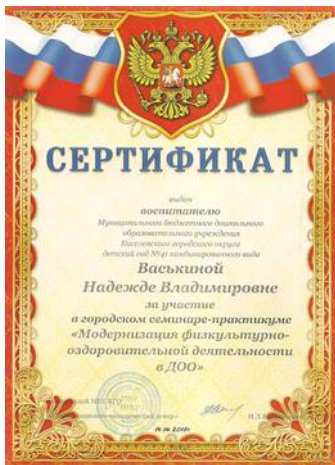 СЕРТИФИКАТ
выдан
воспитателю
Муниципального бюджетного дошкольного
образовательного учреждения
Киселевского городского округа
детский сад №41 комбинированного вида
Васькиной
Надежде Владимировне
за участие
в городском семинаре-практикуме
«Модернизация физкультурно-
оздоровительной деятельности
в ДОО»